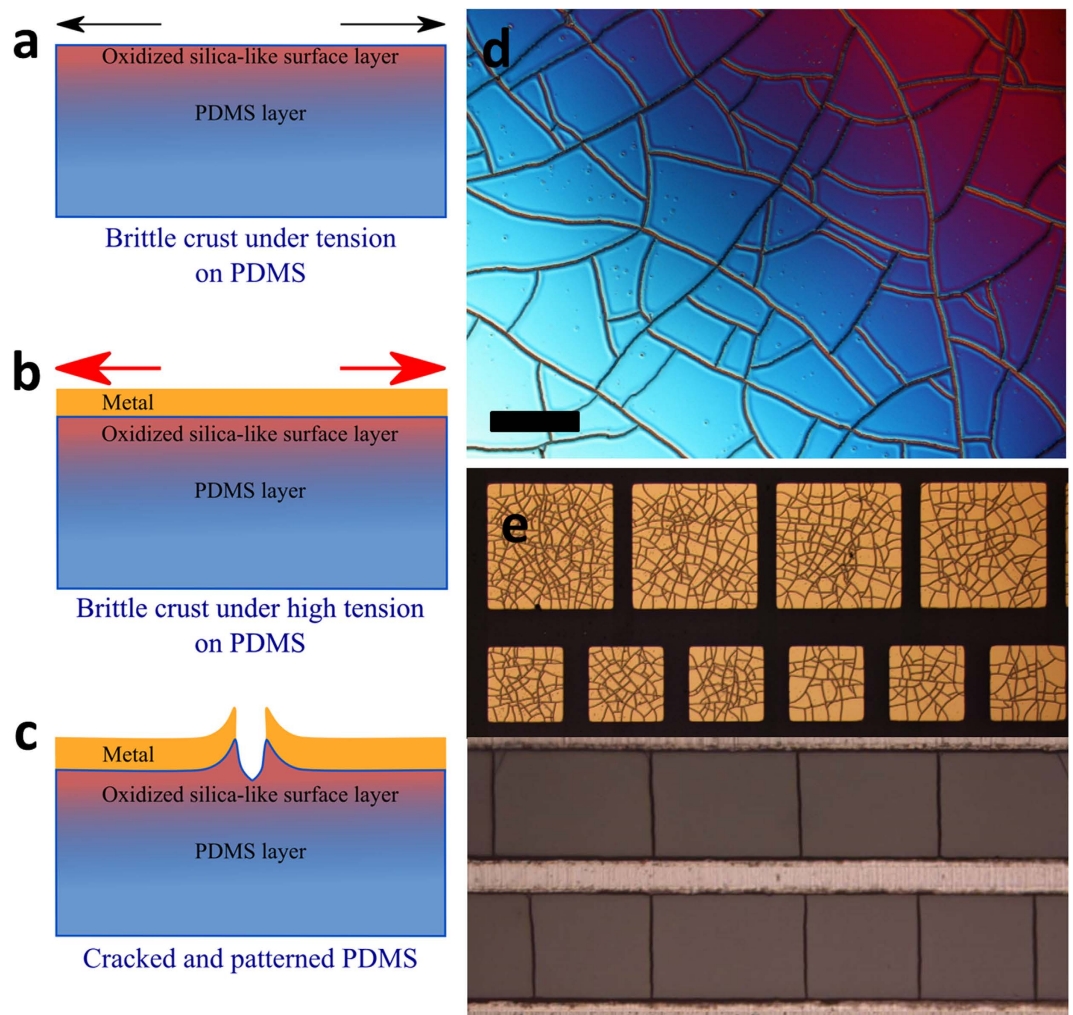 a
Oxidized silica-like surface layer
PDMS layer
Brittle crust under tension
on PDMS
b
Metal
Oxidized silica-like surface layer
PDMS layer
Brittle crust under high tension
on PDMS
c
Metal
Oxidized silica-like surface layer
PDMS layer
Cracked and patterned PDMS
d
e